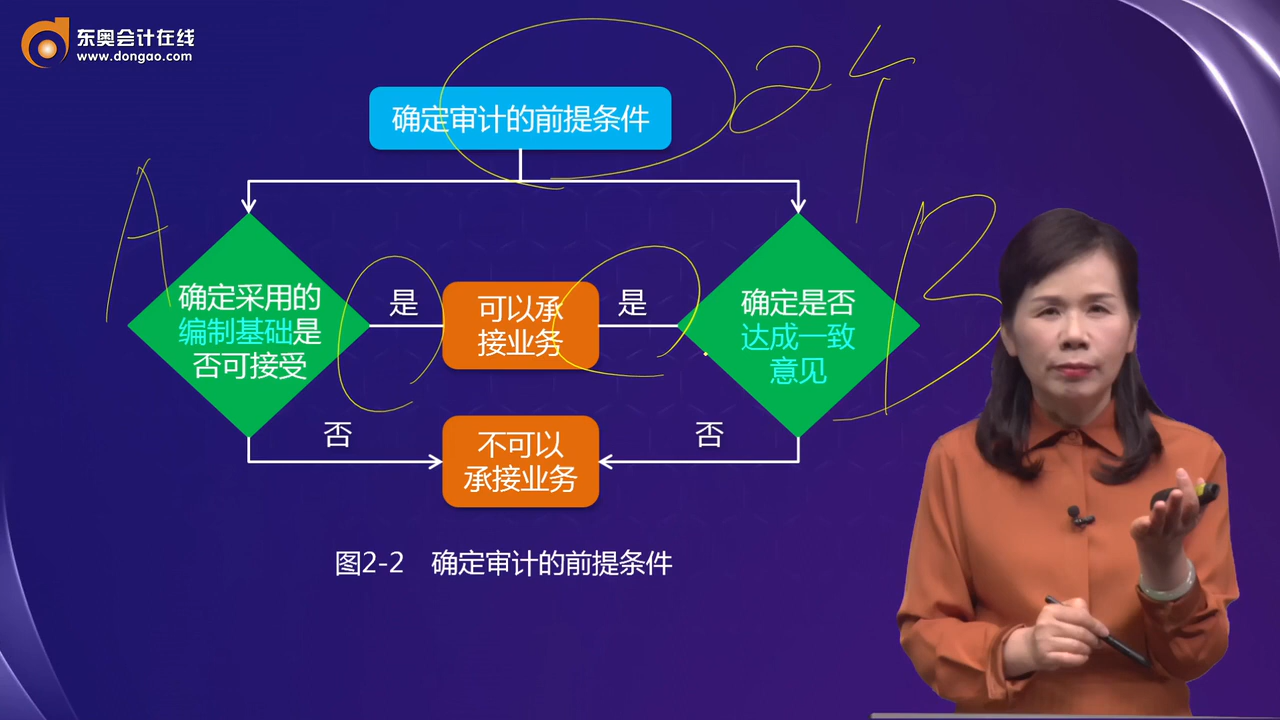 东奥会计在线
www.dongao.com
确定审计的前提条件
2个
A
B
确定采用的
编制基础是
否可接受
是
可以承
接业务
是
确定是否
达成一致
意见
否
不可以
承接业务
否
图2-2 确定审计的前提条件